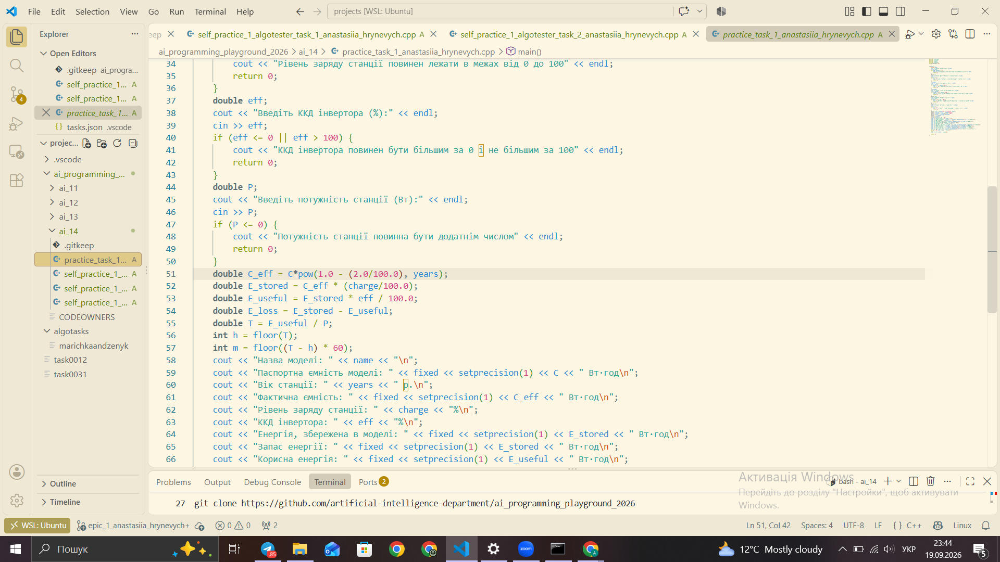 File Edit Selection View Go Run Terminal Help
projects [WSL: Ubuntu]
Explorer
eep self_practice_1_algotester_task_1_anastasiia_hrynevych.cpp A self_practice_1_algotester_task_2_anastasiia_hrynevych.cpp A practice_task_1_anastasiia_hrynevych.cpp A
ai_programming_playground_2026 > ai_14 > practice_task_1_anastasiia_hrynevych.cpp > main()
Open Editors
.gitkeep ai_progra...
self_practice_1... A
self_practice_1... A
practice_task_1... A
tasks.json .vscode
projec...
.vscode
ai_programming_...
ai_11
ai_12
ai_13
ai_14
.gitkeep
practice_task_1... A
self_practice_1_... A
self_practice_1_... A
self_practice_1_... A
CODEOWNERS
algotasks
marichkaandzenyk
task0012
task0031
Outline
Timeline
4
34 cout << "Рівень заряду станції повинен лежати в межах від 0 до 100" << endl;
35 return 0;
36 }
37 double eff;
38 cout << "Введіть ККД інвертора (%):" << endl;
39 cin >> eff;
40 if (eff <= 0 || eff > 100) {
41 cout << "ККД інвертора повинен бути більшим за 0 і не більшим за 100" << endl;
42 return 0;
43 }
44 double P;
45 cout << "Введіть потужність станції (Вт):" << endl;
46 cin >> P;
47 if (P <= 0) {
48 cout << "Потужність станції повинна бути додатнім числом" << endl;
49 return 0;
50 }
51 double C_eff = C*pow(1.0 - (2.0/100.0), years);
52 double E_stored = C_eff * (charge/100.0);
53 double E_useful = E_stored * eff / 100.0;
54 double E_loss = E_stored - E_useful;
55 double T = E_useful / P;
56 int h = floor(T);
57 int m = floor((T - h) * 60);
58 cout << "Назва моделі: " << name << "\n";
59 cout << "Паспортна ємність моделі: " << fixed << setprecision(1) << C << " Вт·год\n";
60 cout << "Вік станції: " << years << " р.\n";
61 cout << "Фактична ємність: " << fixed << setprecision(1) << C_eff << " Вт·год\n";
62 cout << "Рівень заряду станції: " << charge << "%\n";
63 cout << "ККД інвертора: " << eff << "%\n";
64 cout << "Енергія, збережена в моделі: " << fixed << setprecision(1) << E_stored << " Вт·год\n";
65 cout << "Запас енергії: " << fixed << setprecision(1) << E_stored << " Вт·год\n";
66 cout << "Корисна енергія: " << fixed << setprecision(1) << E_useful << " Вт·год\n";
Problems Output Debug Console Terminal Ports 2
bash - ai_14
27 git clone https://github.com/artificial-intelligence-department/ai_programming_playground_2026
Активація Windows
Перейдіть до розділу "Настройки", щоб активувати
Windows.
WSL: Ubuntu epic_1_anastasiia_hrynevych+ 0 0 2 Ln 51, Col 42 Spaces: 4 UTF-8 LF { } C++ Linux
Пошук
85
zoom
12°C Mostly cloudy
УКР
23:44
19.09.2026
5